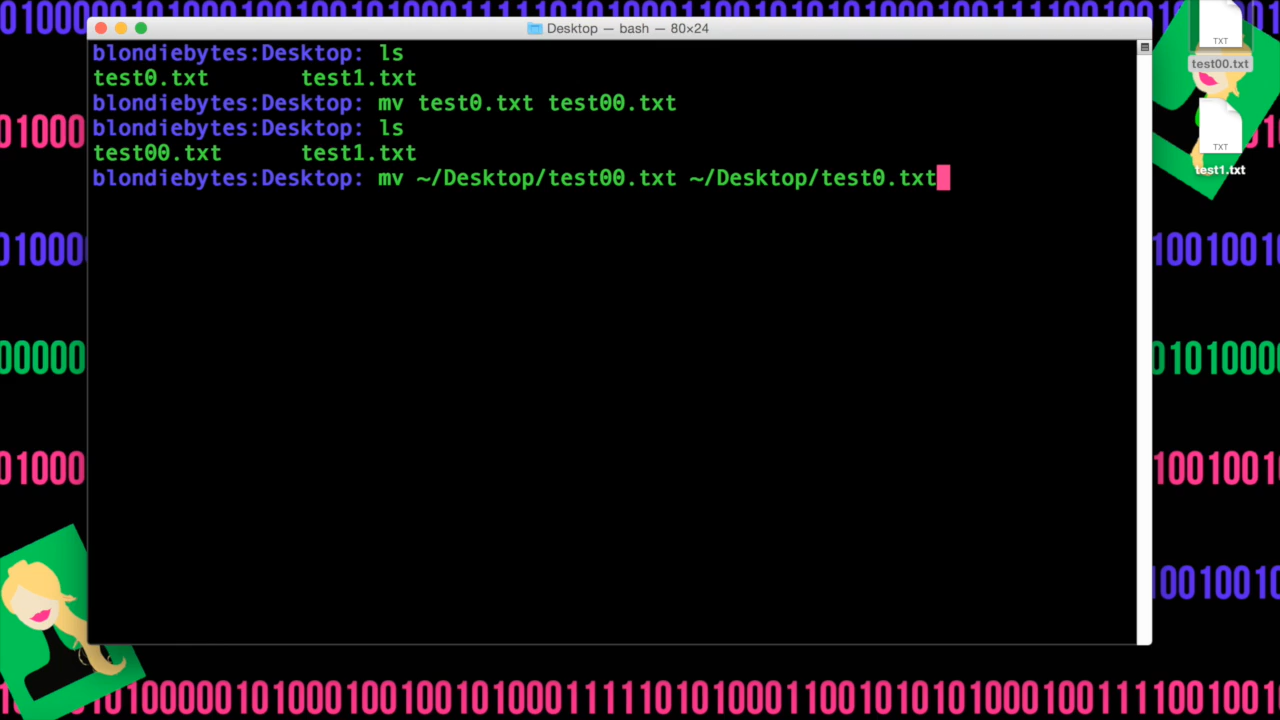 Desktop — bash — 80×24
blondiebytes:Desktop: ls
test0.txt test1.txt
blondiebytes:Desktop: mv test0.txt test00.txt
blondiebytes:Desktop: ls
test00.txt test1.txt
blondiebytes:Desktop: mv ~/Desktop/test00.txt ~/Desktop/test0.txt
TXT
test00.txt
TXT
test1.txt